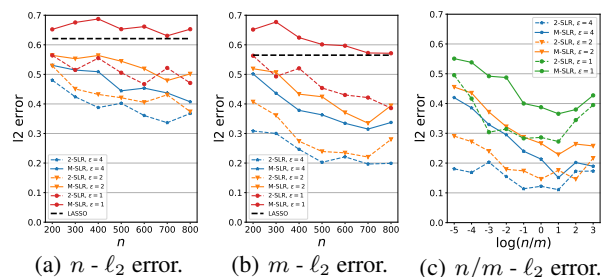 0.7
0.6
0.5
0.4
0.3
0.2
0.1
0.0
l2 error
200 300 400 500 600 700 800
n
2-SLR, ε = 4
M-SLR, ε = 4
2-SLR, ε = 2
M-SLR, ε = 2
2-SLR, ε = 1
M-SLR, ε = 1
LASSO
(a) n - ℓ₂ error.
0.7
0.6
0.5
0.4
0.3
0.2
0.1
0.0
l2 error
200 300 400 500 600 700 800
m
2-SLR, ε = 4
M-SLR, ε = 4
2-SLR, ε = 2
M-SLR, ε = 2
2-SLR, ε = 1
M-SLR, ε = 1
LASSO
(b) m - ℓ₂ error.
0.7
0.6
0.5
0.4
0.3
0.2
0.1
0.0
l2 error
-5 -4 -3 -2 -1 0 1 2 3
log(n/m)
2-SLR, ε = 4
M-SLR, ε = 4
2-SLR, ε = 2
M-SLR, ε = 2
2-SLR, ε = 1
M-SLR, ε = 1
(c) n/m - ℓ₂ error.